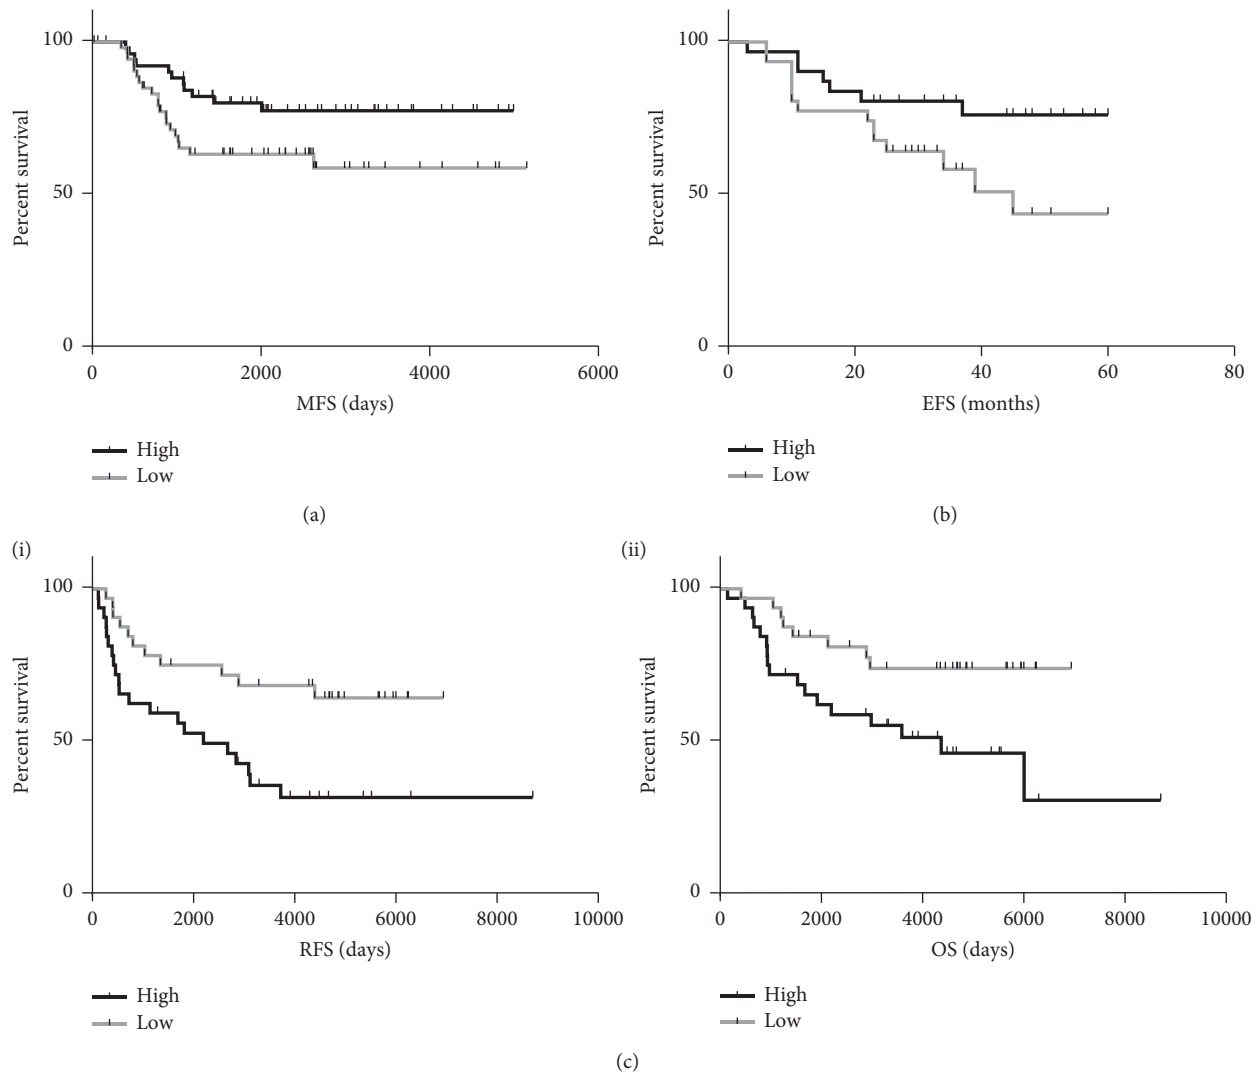 100
50
0
Percent survival
0 2000 4000 6000
MFS (days)
High
Low
(a)
100
50
0
Percent survival
0 20 40 60 80
EFS (months)
High
Low
(b)
(i)
100
50
0
Percent survival
0 2000 4000 6000 8000 10000
RFS (days)
High
Low
(ii)
100
50
0
Percent survival
0 2000 4000 6000 8000 10000
OS (days)
High
Low
(c)